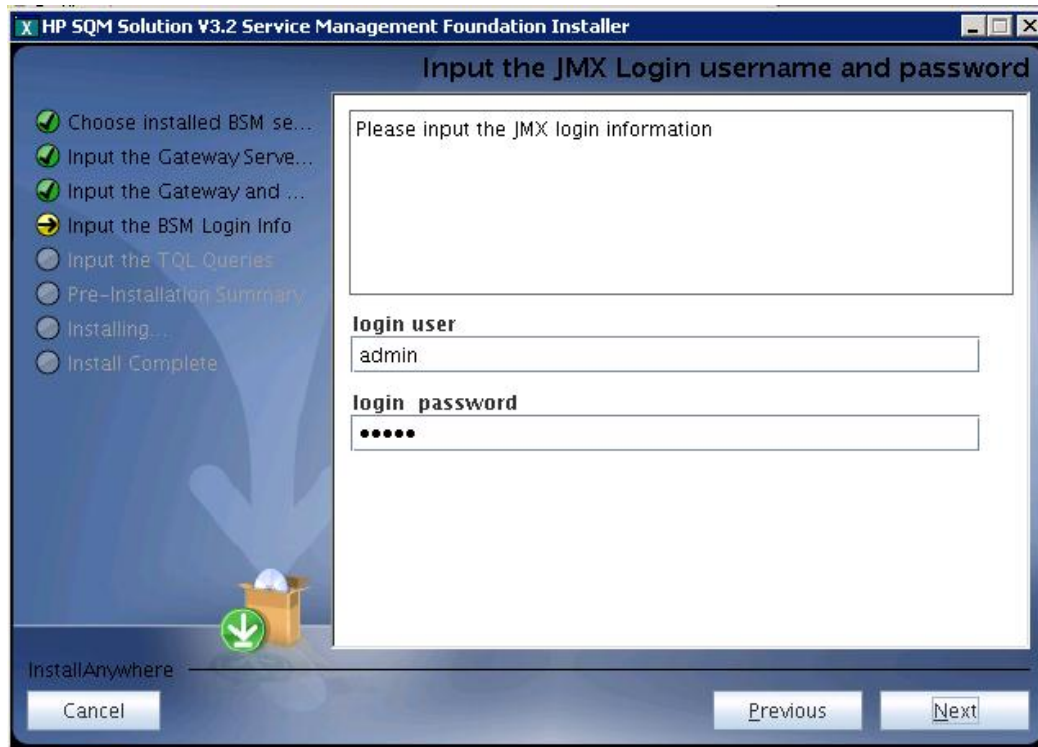 HP SQM Solution V3.2 Service Management Foundation Installer
Input the JMX Login username and password
Choose installed BSM se...
Input the Gateway Serve...
Input the Gateway and ...
Input the BSM Login Info
Input the TQL Queries
Pre-Installation Summary
Installing...
Install Complete
Please input the JMX login information
login user
admin
login password
•••••
InstallAnywhere
Cancel
Previous
Next